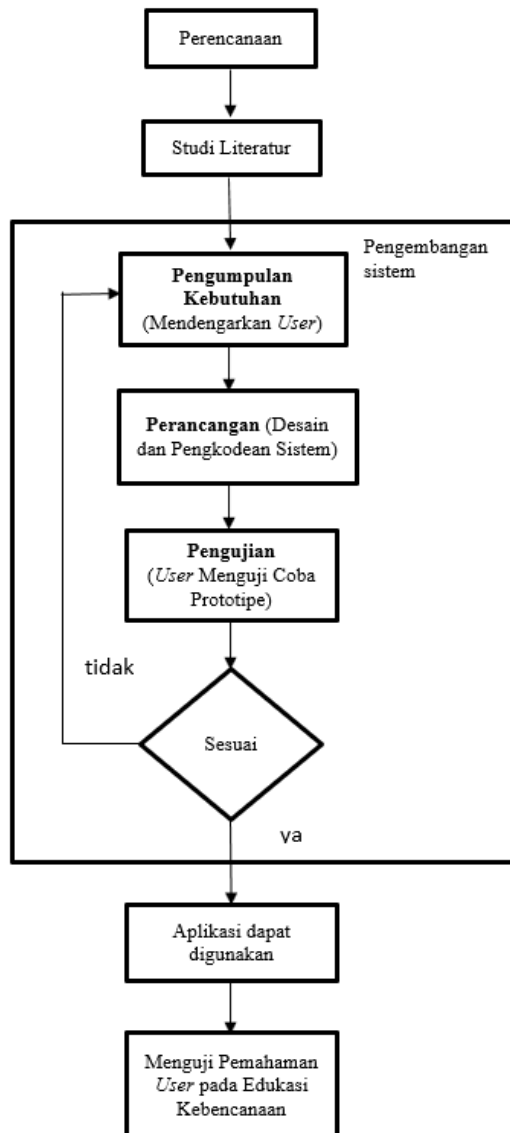 Perencanaan
Studi Literatur
Pengembangan
sistem
Pengumpulan
Kebutuhan
(Mendengarkan User)
Perancangan (Desain
dan Pengkodean Sistem)
Pengujian
(User Menguji Coba
Prototipe)
tidak
Sesuai
ya
Aplikasi dapat
digunakan
Menguji Pemahaman
User pada Edukasi
Kebencanaan